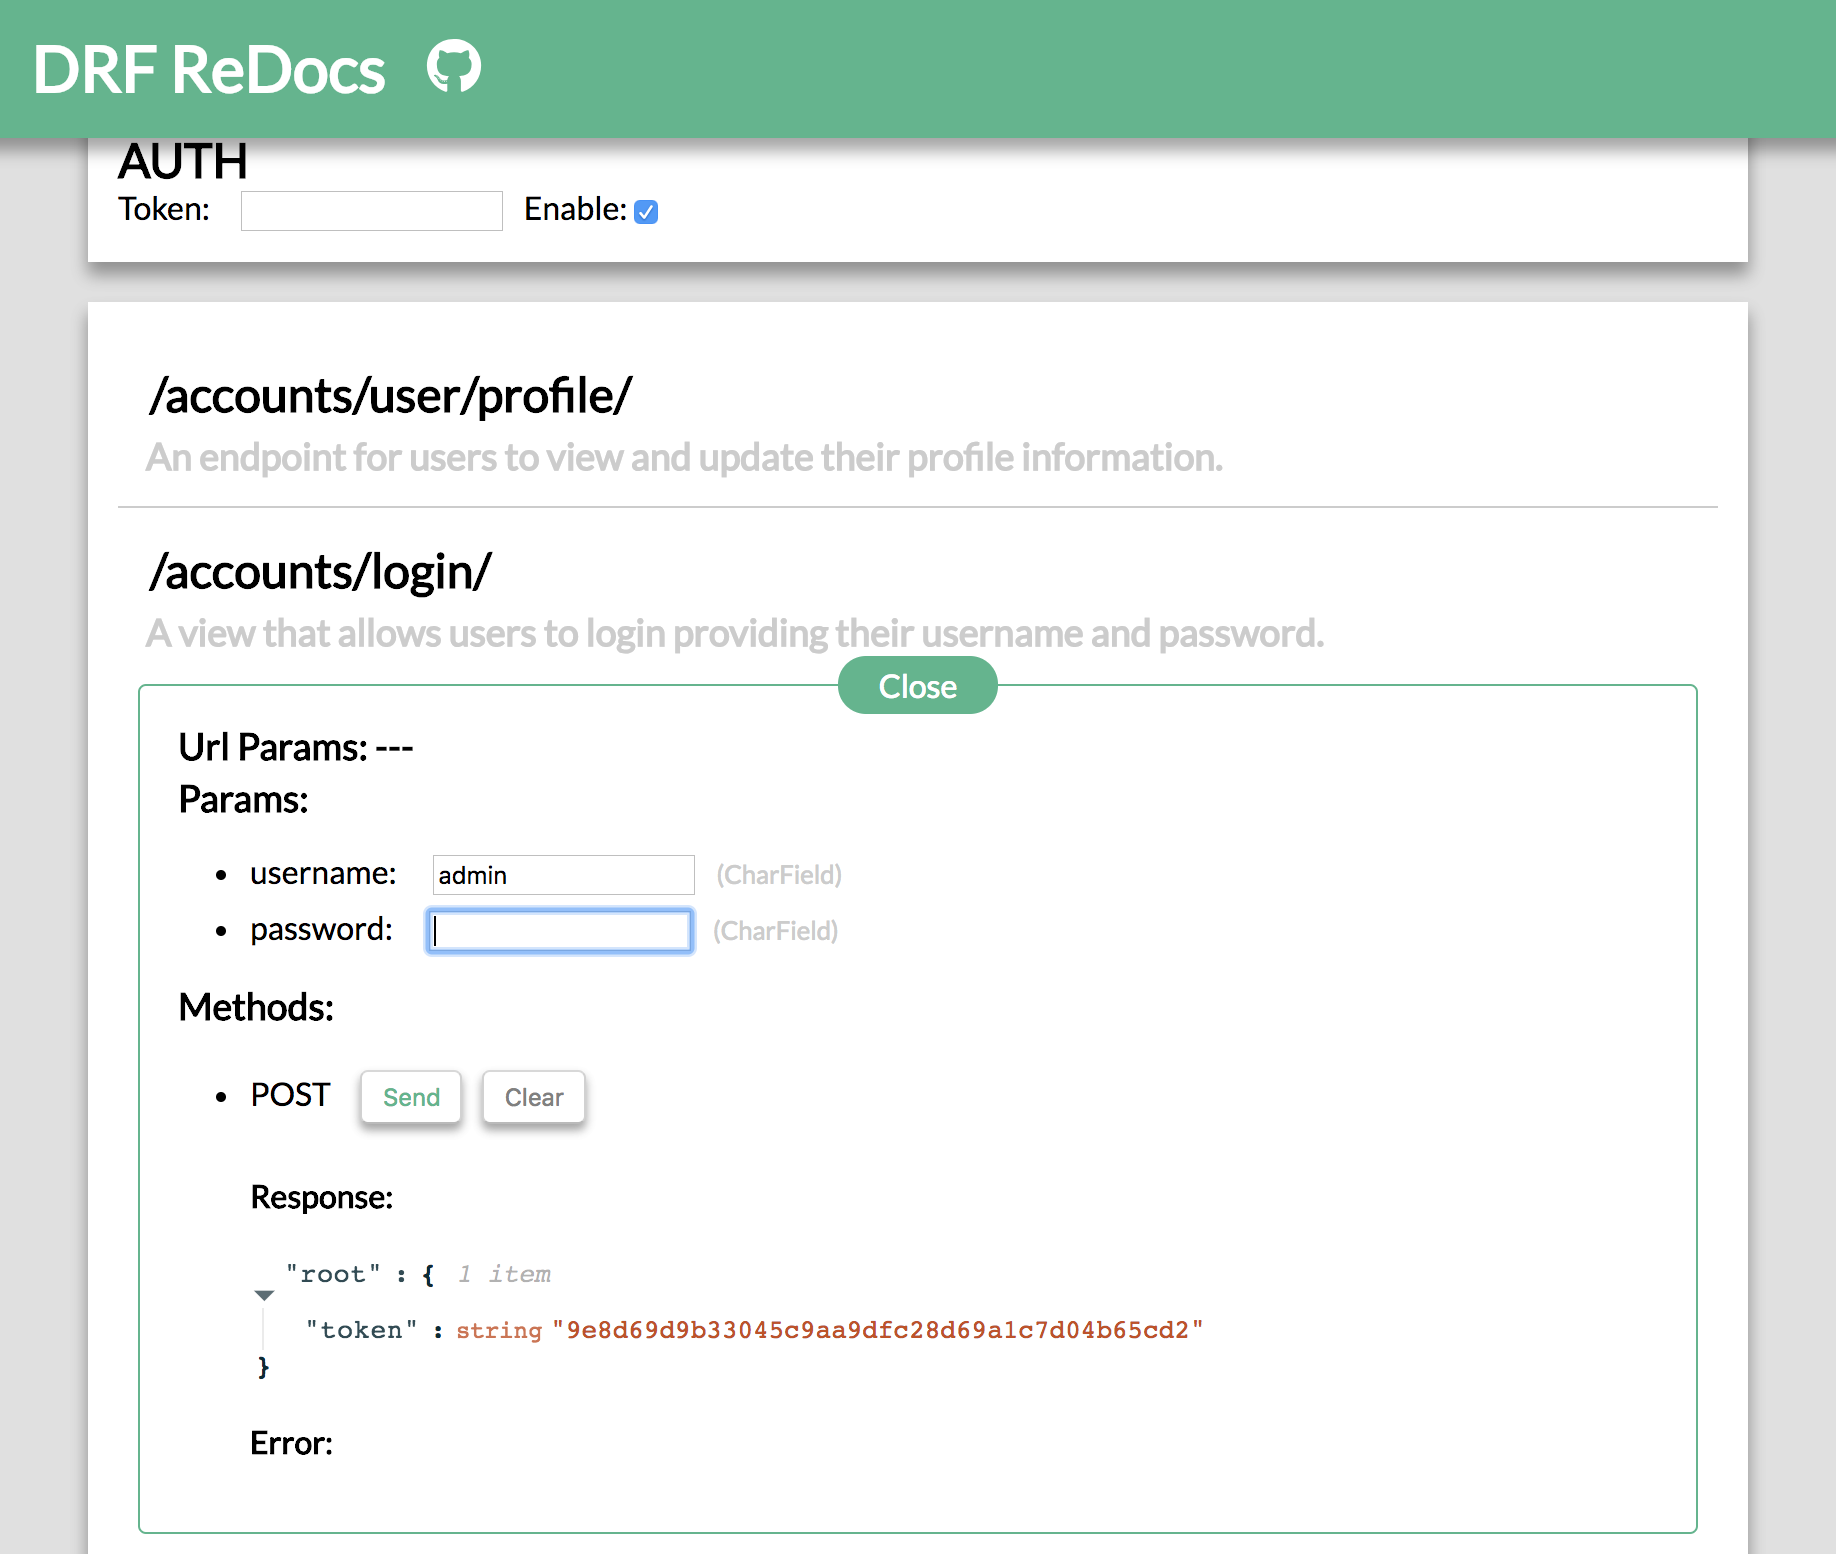 DRF ReDocs
AUTH
Token: Enable:
/accounts/user/profile/
An endpoint for users to view and update their profile information.
/accounts/login/
A view that allows users to login providing their username and password.
Close
Url Params: ---
Params:
• username: admin (CharField)
• password: (CharField)
Methods:
• POST Send Clear
Response:
"root" : { 1 item
"token" : string "9e8d69d9b33045c9aa9dfc28d69a1c7d04b65cd2"
}
Error: